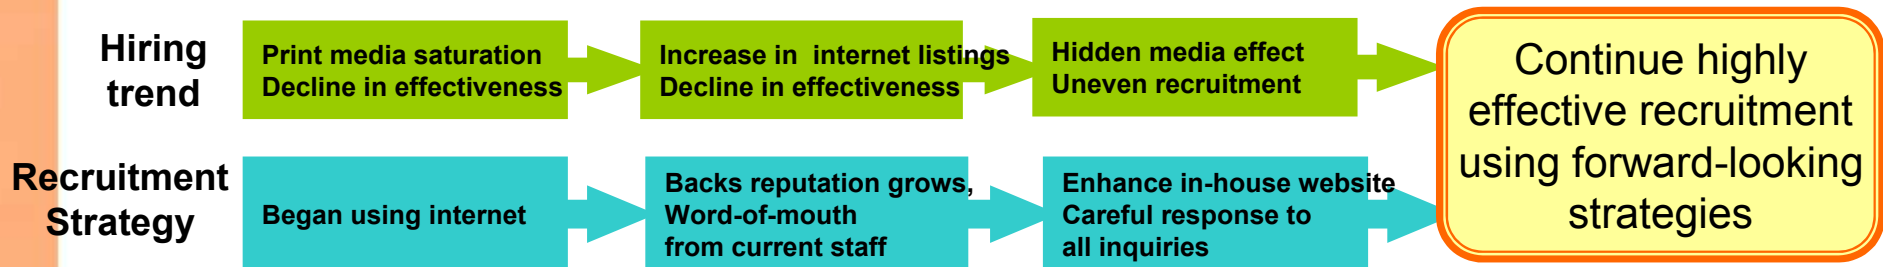 Hiring
trend
Print media saturation
Decline in effectiveness
Increase in  internet listings
Decline in effectiveness
Hidden media effect
Uneven recruitment
Recruitment
Strategy
Began using internet
Backs reputation grows,
Word-of-mouth
from current staff
Enhance in-house website
Careful response to
all inquiries
Continue highly
effective recruitment
using forward-looking
strategies